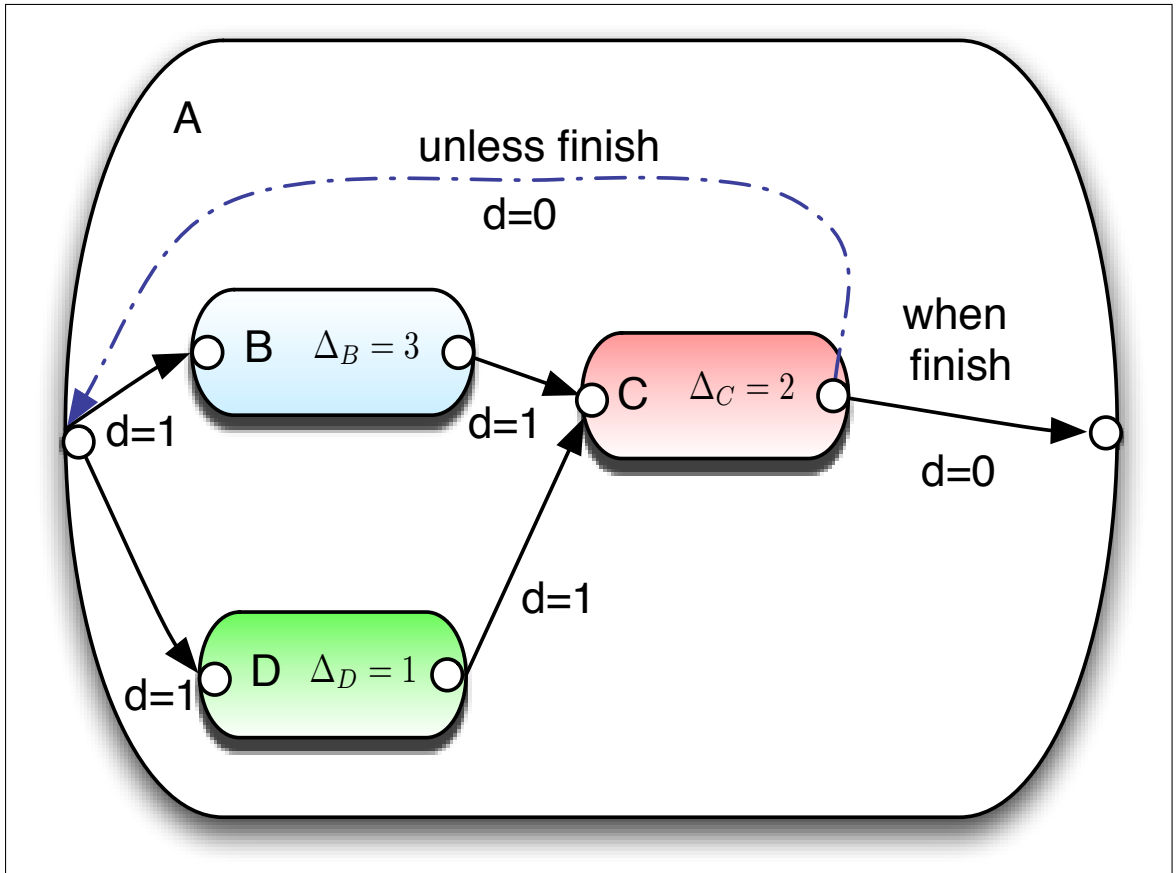 A
unless finish
d=0
when
finish
B Δ_B = 3
C Δ_C = 2
d=1
d=1
d=0
d=1
D Δ_D = 1
d=1